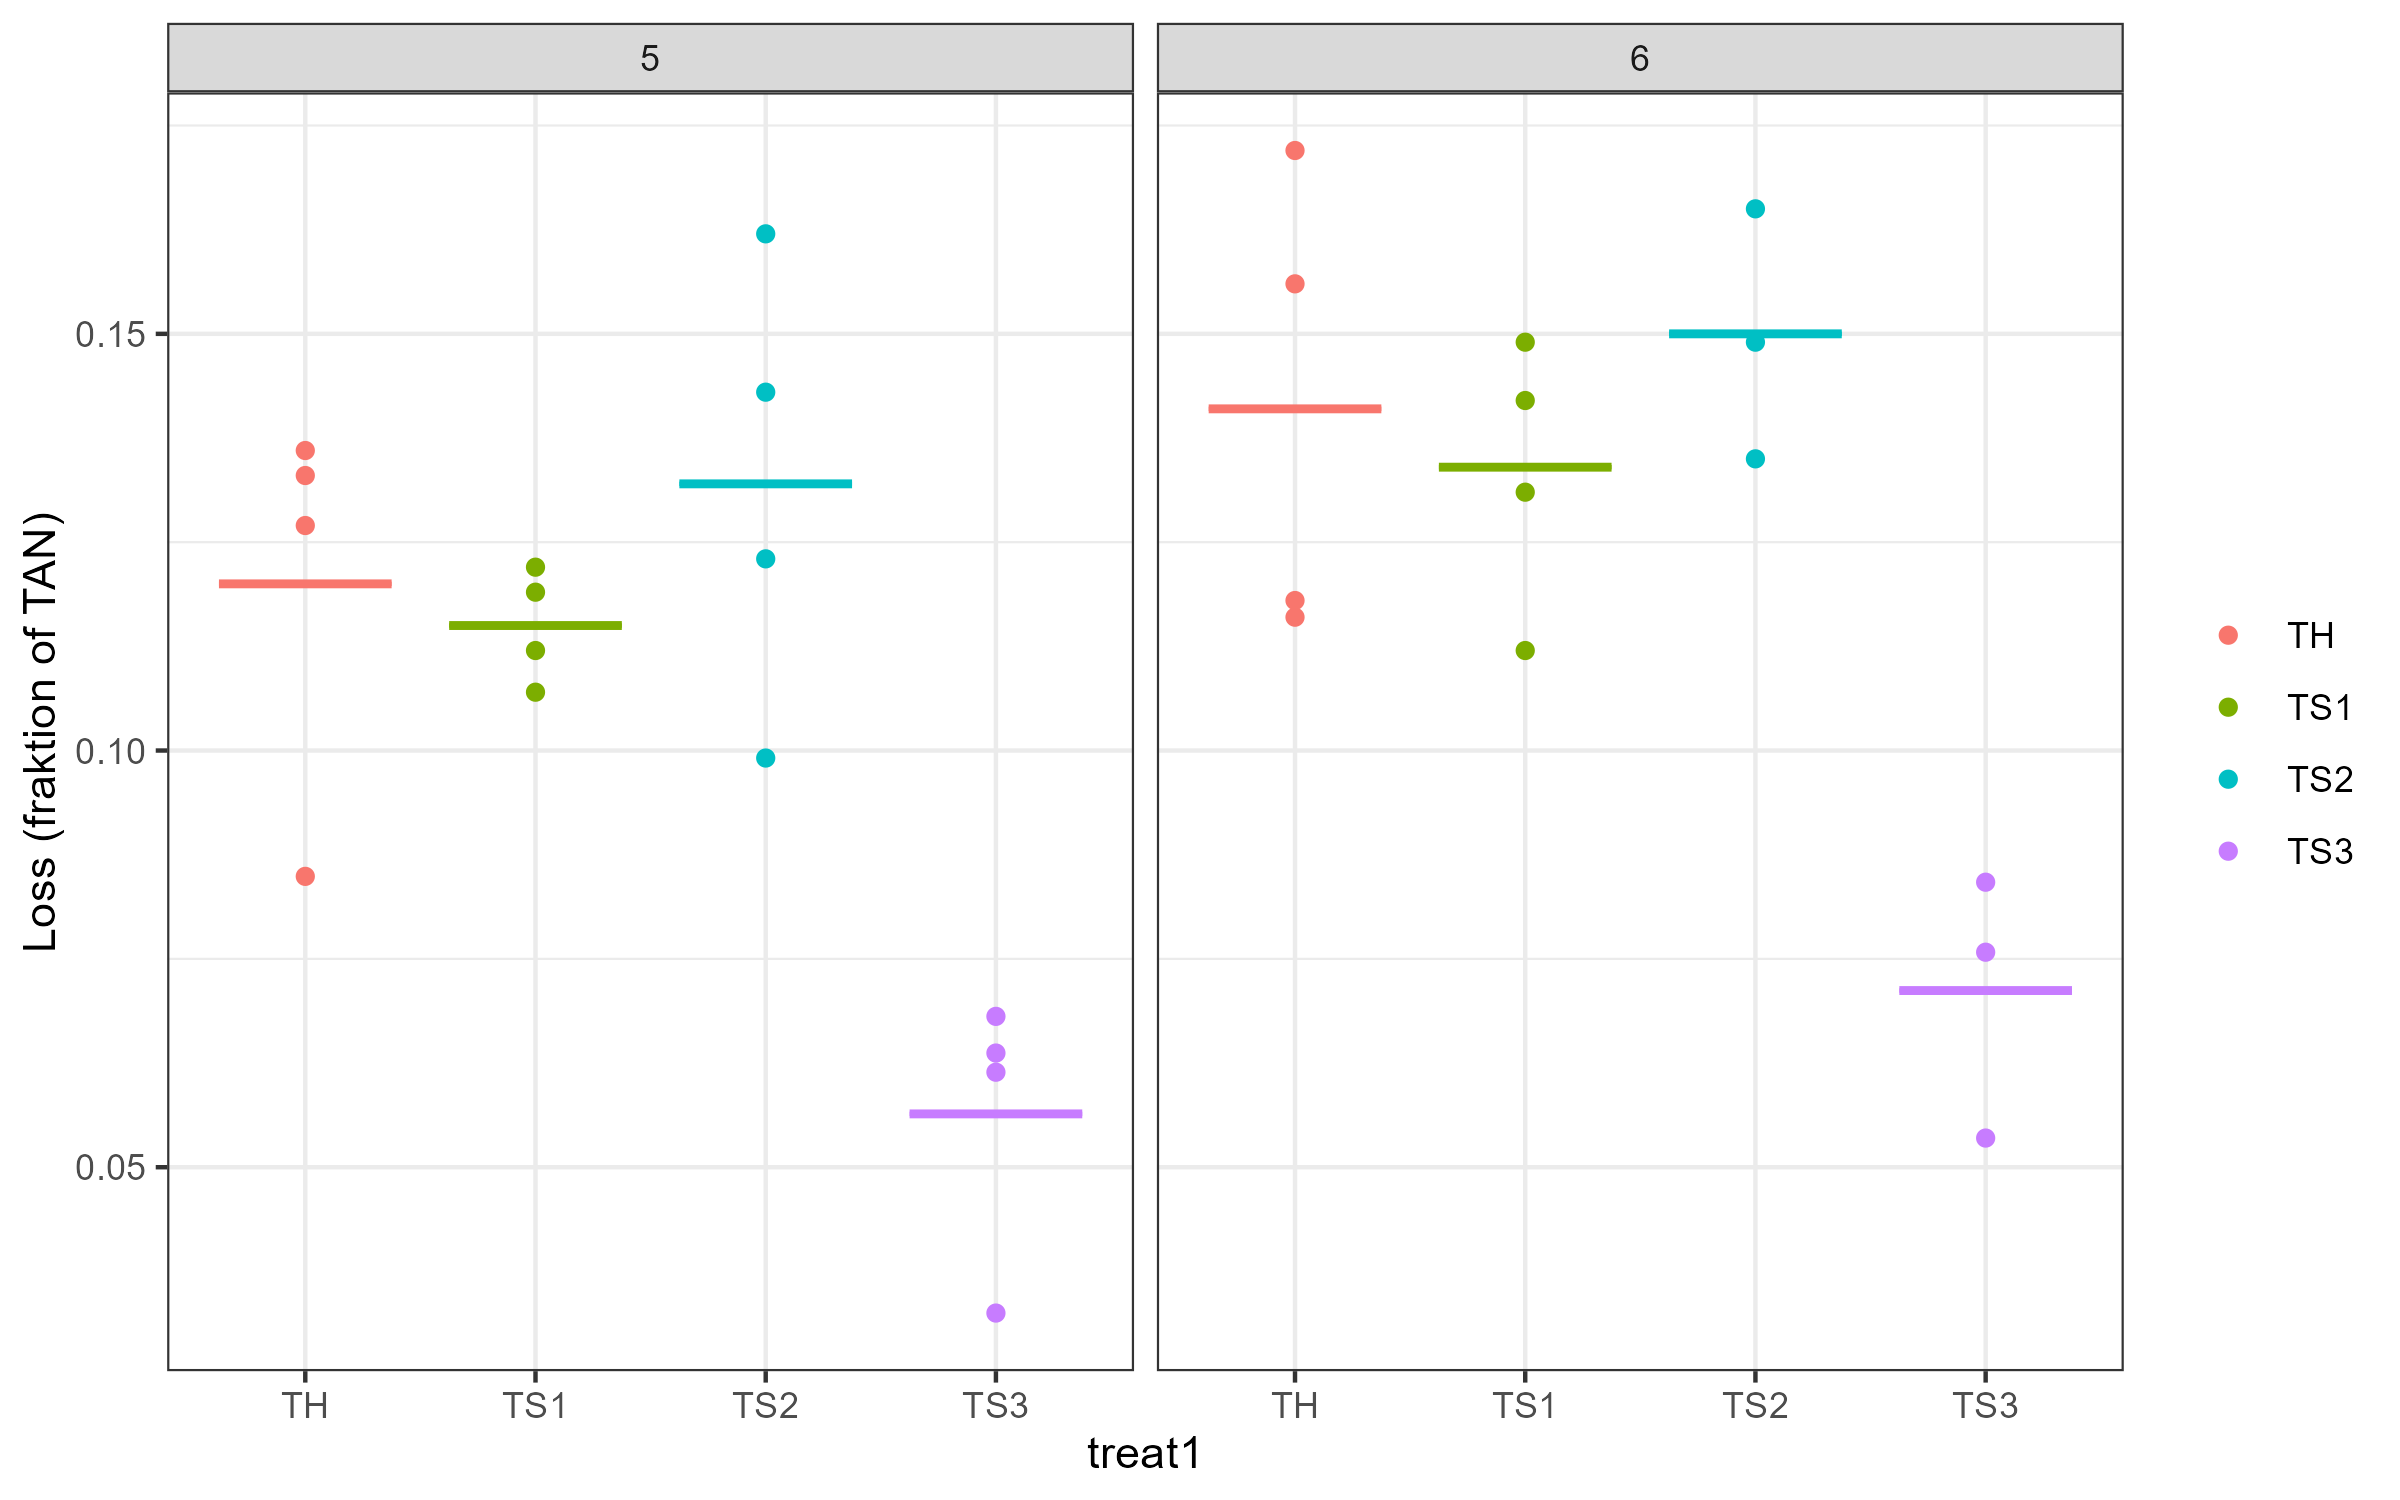 5
6
Loss (fraktion of TAN)
0.15
0.10
0.05
TH TS1 TS2 TS3
TH TS1 TS2 TS3
treat1
TH
TS1
TS2
TS3